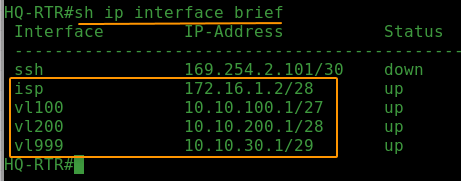 HQ-RTR#sh ip interface brief
Interface IP-Address Status
--------------------------------------------
ssh 169.254.2.101/30 down
isp 172.16.1.2/28 up
vl100 10.10.100.1/27 up
vl200 10.10.200.1/28 up
vl999 10.10.30.1/29 up
HQ-RTR#